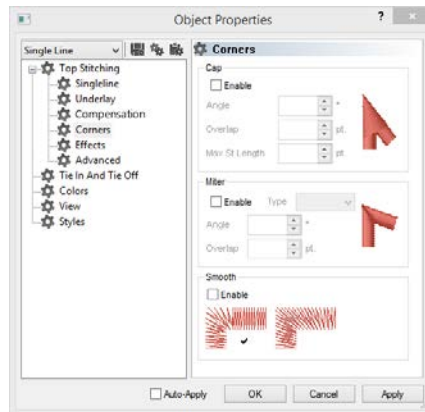 Object Properties
?
Single Line
Corners
Top Stitching
Singleline
Underlay
Compensation
Corners
Effects
Advanced
Tie In And Tie Off
Colors
View
Styles
Cap
Enable
Angle °
Overlap pt.
Max St Length pt.
Miter
Enable Type
Angle °
Overlap pt.
Smooth
Enable
Auto-Apply OK Cancel Apply